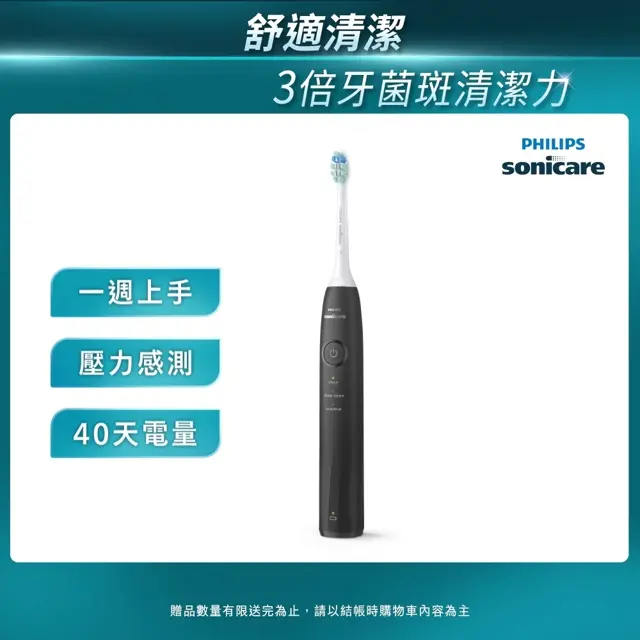 舒適清潔
3倍牙菌斑清潔力
PHILIPS
sonicare
一週上手
壓力感測
40天電量
PHILIPS
sonicare
贈品數量有限送完為止，請以結帳時購物車內容為主